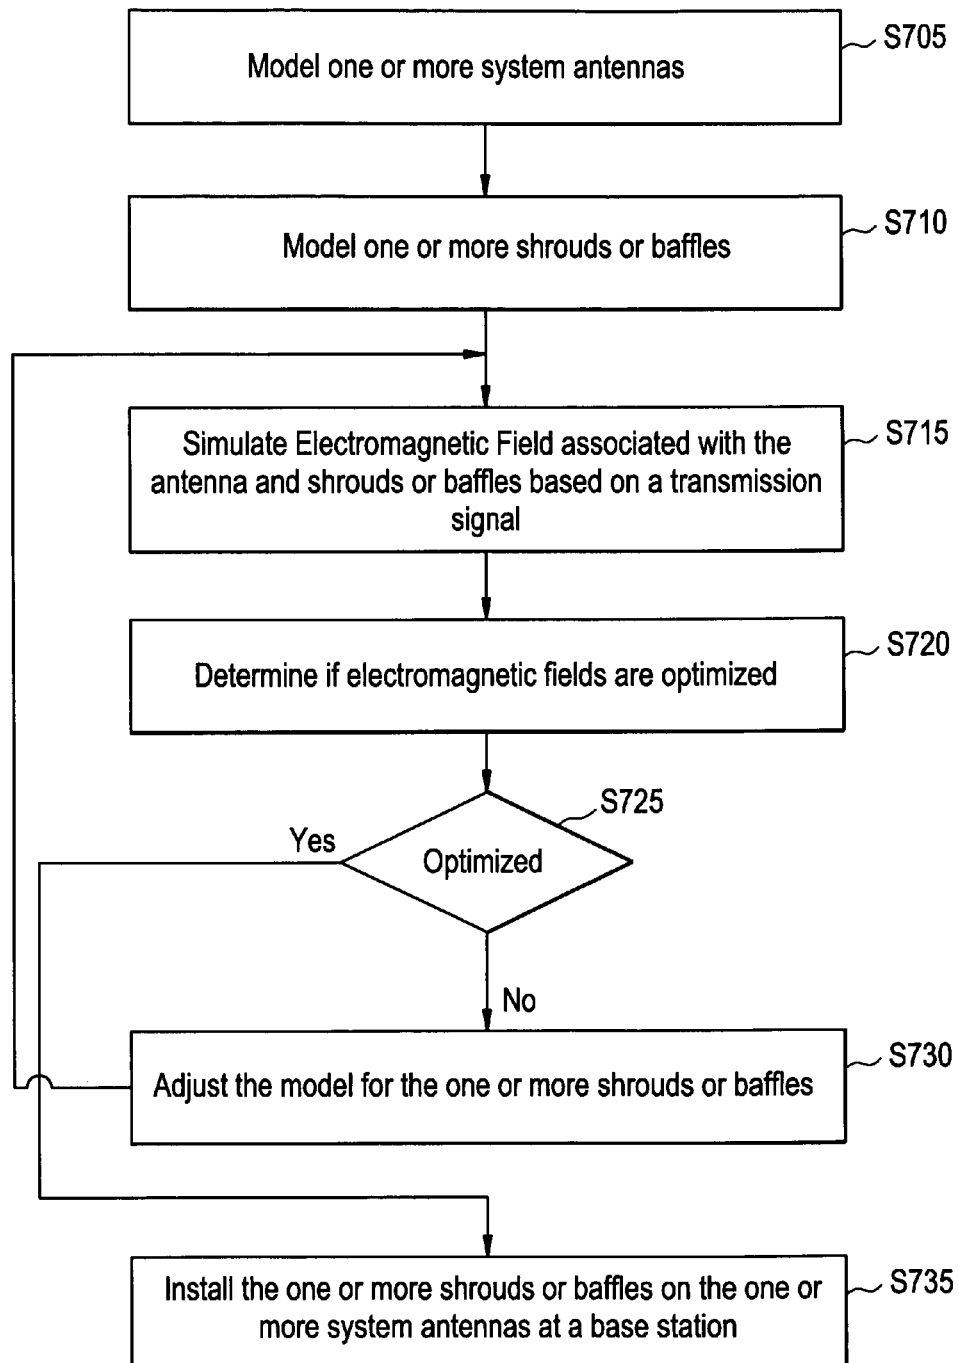 Model one or more system antennas
S705
Model one or more shrouds or baffles
S710
Simulate Electromagnetic Field associated with the
antenna and shrouds or baffles based on a transmission
signal
S715
Determine if electromagnetic fields are optimized
S720
S725
Yes
Optimized
No
Adjust the model for the one or more shrouds or baffles
S730
Install the one or more shrouds or baffles on the one or
more system antennas at a base station
S735